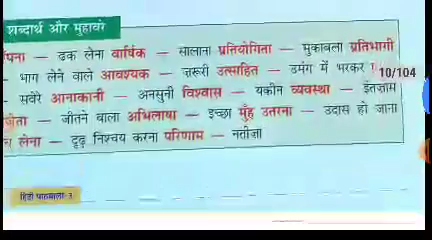 शब्दार्थ और मुहावरे
— ढक लेना वार्षिक — सालाना प्रतियोगिता — मुकाबला प्रतिभागी
— भाग लेने वाले आवश्यक — ज़रूरी उत्साहित — उमंग में भरकर
10/104
— सवेरे आनाकानी — अनसुनी विश्वास — यकीन व्यवस्था — इंतज़ाम
— जीतने वाला अभिलाषा — इच्छा मुँह उतरना — उदास हो जाना
लेना — दृढ़ निश्चय करना परिणाम — नतीजा
हिंदी पाठमाला-3